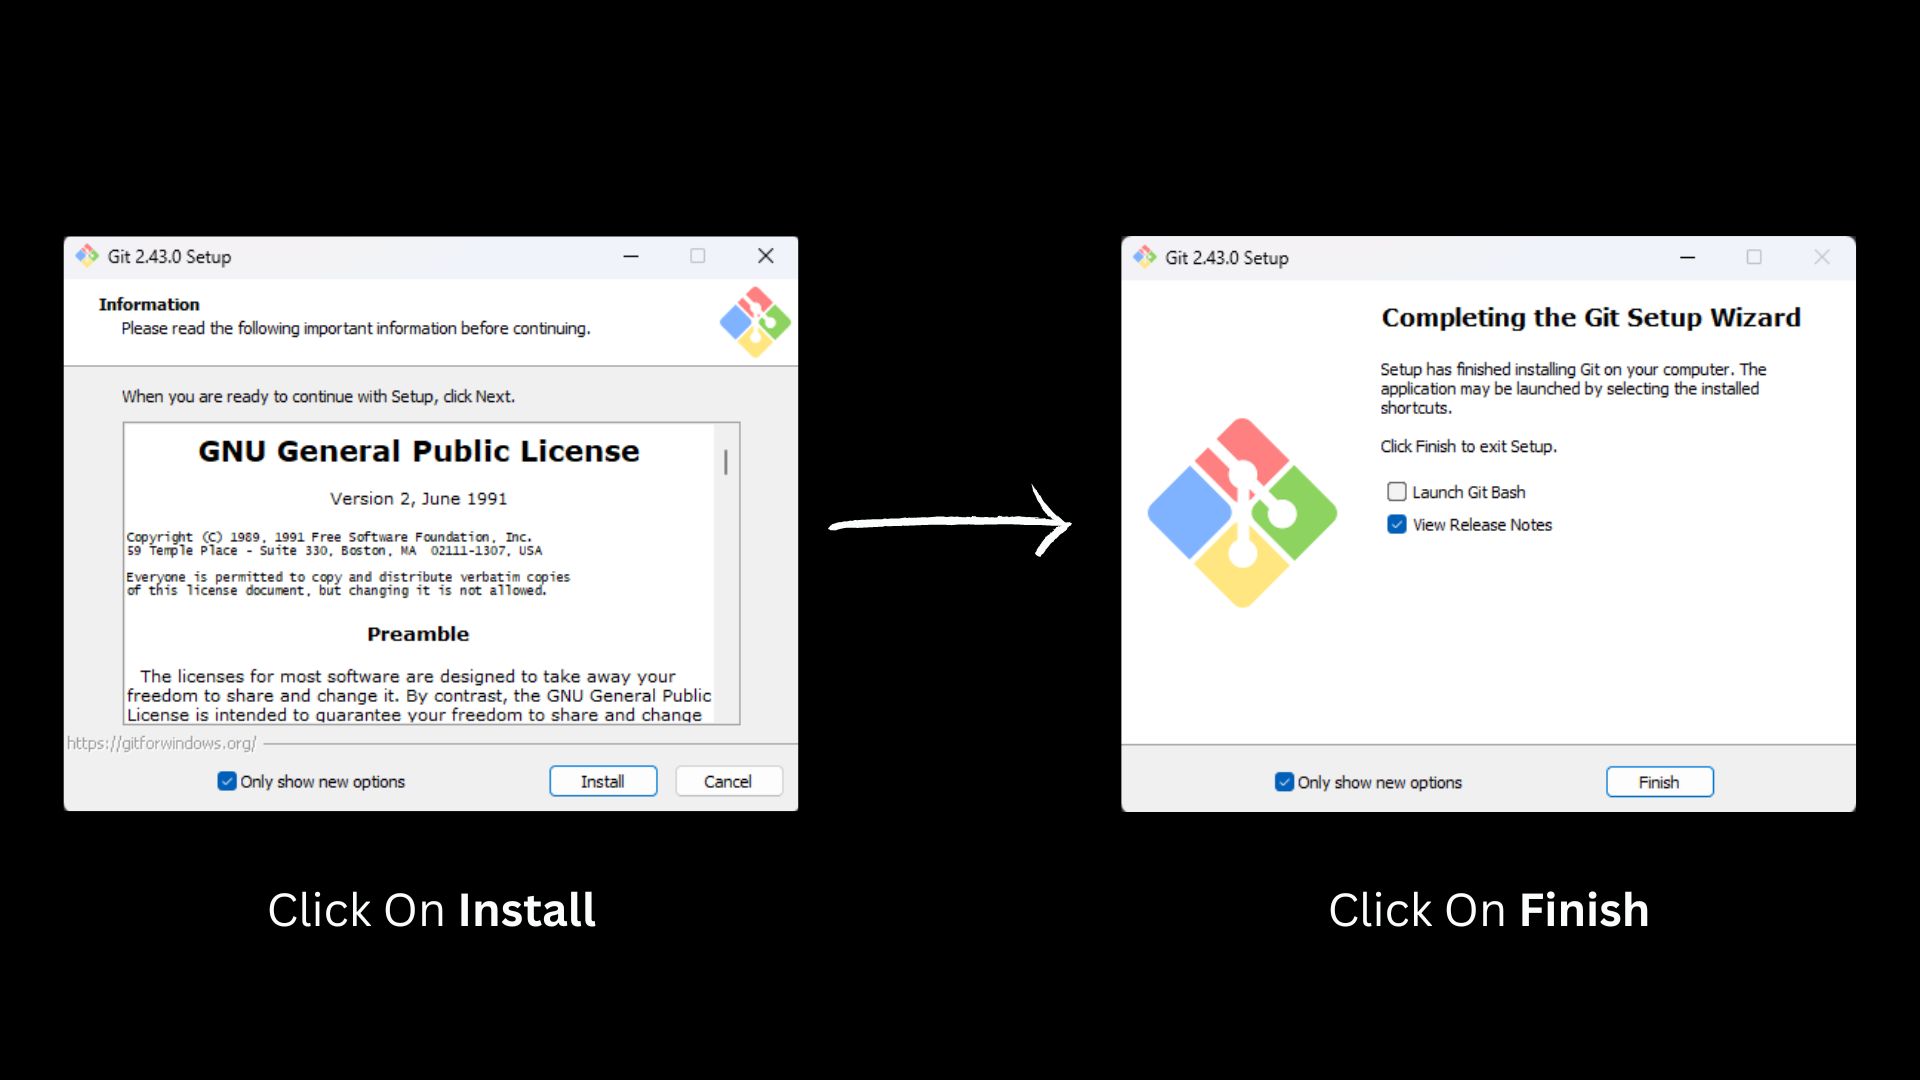 Git 2.43.0 Setup
Information
Please read the following important information before continuing.
When you are ready to continue with Setup, click Next.
GNU General Public License
Version 2, June 1991
Copyright (C) 1989, 1991 Free Software Foundation, Inc.
59 Temple Place - Suite 330, Boston, MA  02111-1307, USA
Everyone is permitted to copy and distribute verbatim copies
of this license document, but changing it is not allowed.
Preamble
The licenses for most software are designed to take away your
freedom to share and change it. By contrast, the GNU General Public
License is intended to guarantee your freedom to share and change
https://gitforwindows.org/
Only show new options
Install
Cancel
Click On Install
Git 2.43.0 Setup
Completing the Git Setup Wizard
Setup has finished installing Git on your computer. The
application may be launched by selecting the installed
shortcuts.
Click Finish to exit Setup.
Launch Git Bash
View Release Notes
Only show new options
Finish
Click On Finish